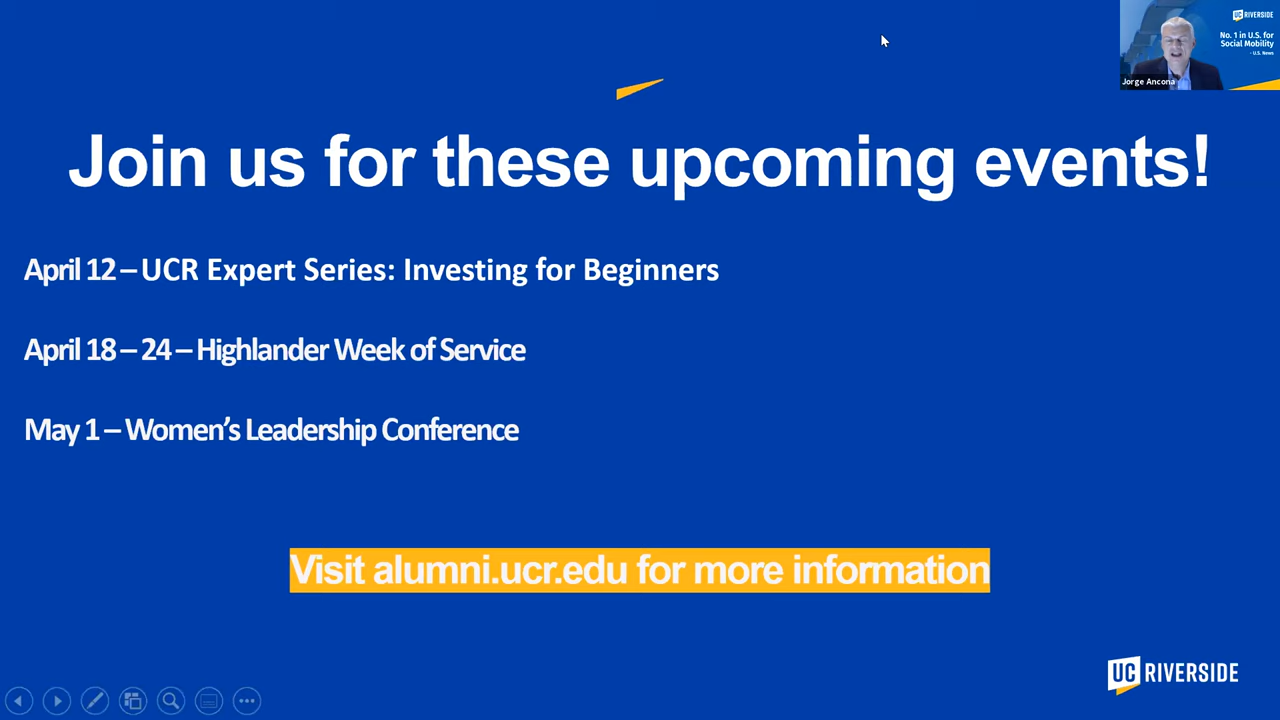 UC RIVERSIDE
No. 1 in U.S. for
Social Mobility
- U.S. News
Jorge Ancona
Join us for these upcoming events!
April 12 – UCR Expert Series: Investing for Beginners
April 18 – 24 – Highlander Week of Service
May 1 – Women's Leadership Conference
Visit alumni.ucr.edu for more information
UC RIVERSIDE